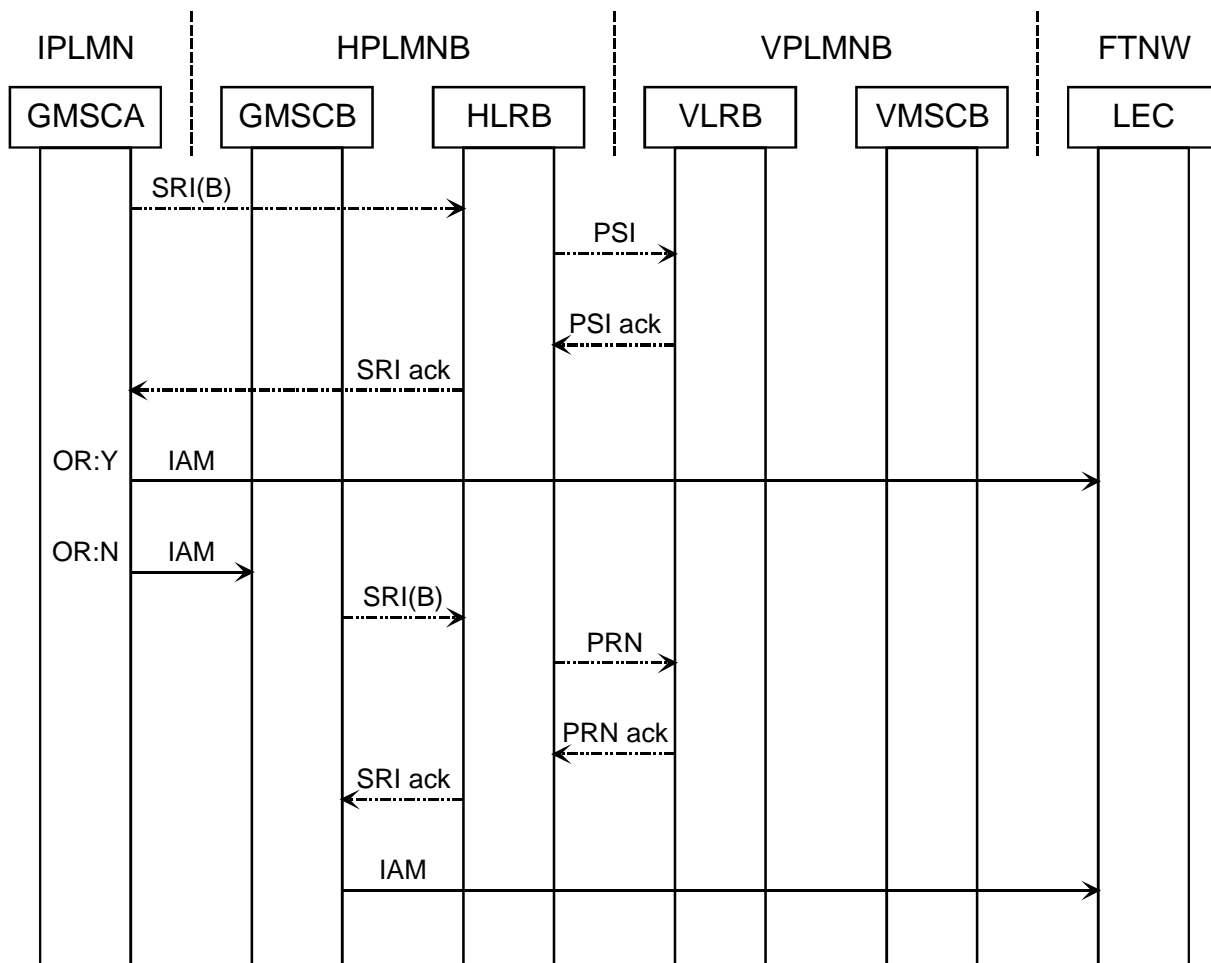 IPLMN HPLMNB VPLMNB FTNW
GMSCA GMSCB HLRB VLRB VMSCB LEC
SRI(B)
PSI
PSI ack
SRI ack
OR:Y IAM
OR:N IAM
SRI(B)
PRN
PRN ack
SRI ack
IAM